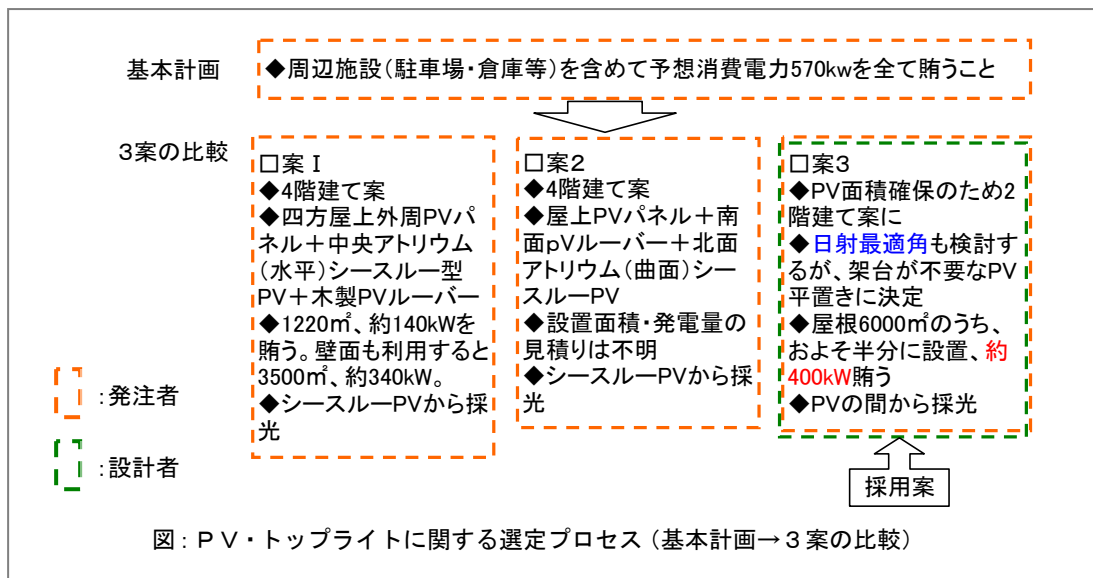 基本計画
◆周辺施設（駐車場・倉庫等）を含めて予想消費電力570kwを全て賄うこと
3案の比較
□案Ⅰ
◆4階建て案
◆四方屋上外周PVパ
ネル＋中央アトリウム
（水平）シースルー型
PV＋木製PVルーバー
◆1220㎡、約140kWを
賄う。壁面も利用すると
3500㎡、約340kW。
◆シースルーPVから採
光
□案2
◆4階建て案
◆屋上PVパネル＋南
面pVルーバー＋北面
アトリウム（曲面）シー
スルーPV
◆設置面積・発電量の
見積りは不明
◆シースルーPVから採
光
□案3
◆PV面積確保のため2
階建て案に
◆日射最適角も検討す
るが、架台が不要なPV
平置きに決定
◆屋根6000㎡のうち、
およそ半分に設置、約
400kW賄う
◆PVの間から採光
：発注者
：設計者
採用案
図：ＰＶ・トップライトに関する選定プロセス（基本計画→３案の比較）